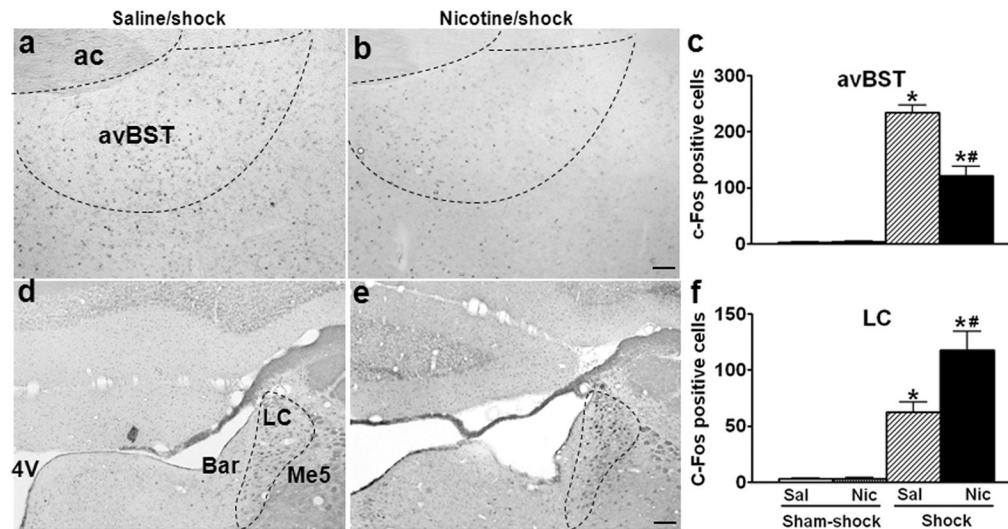 Saline/shock
Nicotine/shock
a
ac
avBST
b
c
avBST
c-Fos positive cells
300
200
100
0
*
*#
d
4V
LC
Bar
Me5
e
f
LC
C-Fos positive cells
150
100
50
0
*
*#
Sal Nic Sal Nic
Sham-shock Shock